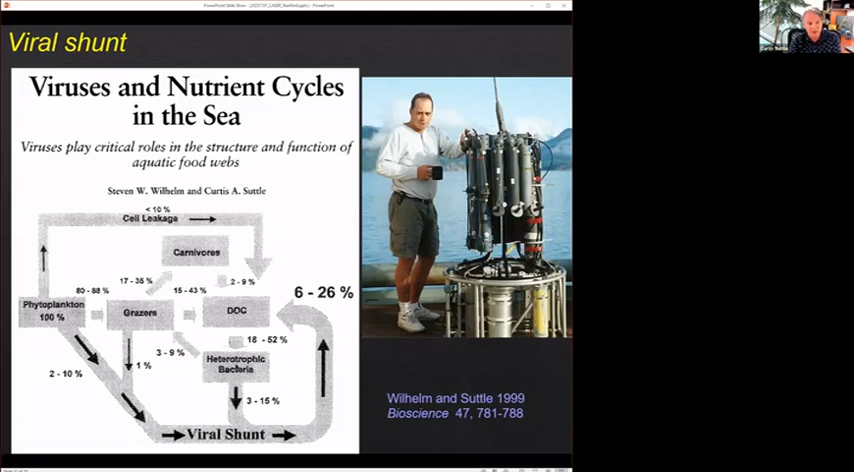 PowerPoint Slide Show
PowerPoint
Viral shunt
Viruses and Nutrient Cycles
in the Sea
Viruses play critical roles in the structure and function of
aquatic food webs
Steven W. Wilhelm and Curtis A. Suttle
< 10 %
Cell Leakage
Carnivores
17 - 35 %
2 - 9 %
80 - 88 %
15 - 43 %
6 - 26 %
Phytoplankton
100 %
Grazers
DOC
18 - 52 %
3 - 9 %
1 %
Heterotrophic
Bacteria
2 - 10 %
3 - 15 %
Viral Shunt
Wilhelm and Suttle 1999
Bioscience 47, 781-788
Curtis Suttle